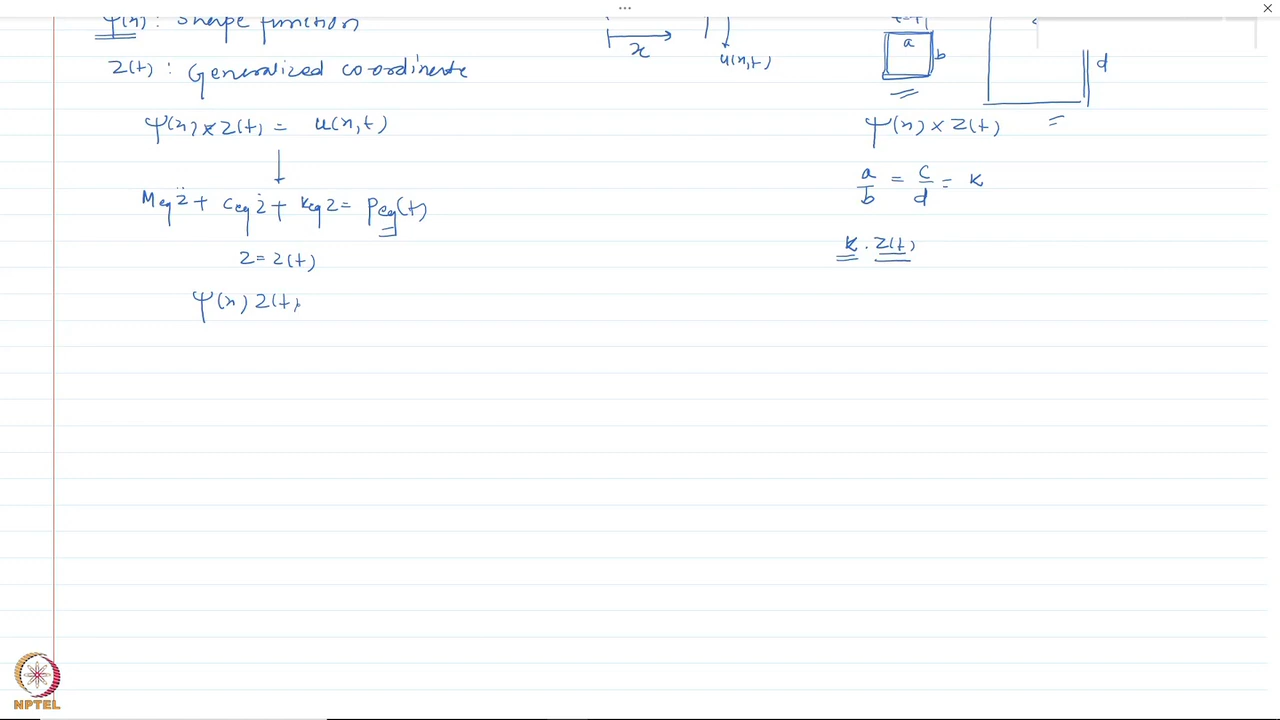 ψ(x): Shape function
z(t): Generalized co-ordinate
ψ(x) × z(t) = u(x,t)
Meq z̈ + Ceq ż + Keq z = Peq(t)
z = z(t)
ψ(x) z(t)
x
u(x,t)
a
b
d
ψ(x) × z(t) =
a/b = c/d = k
k . z(t)
NPTEL